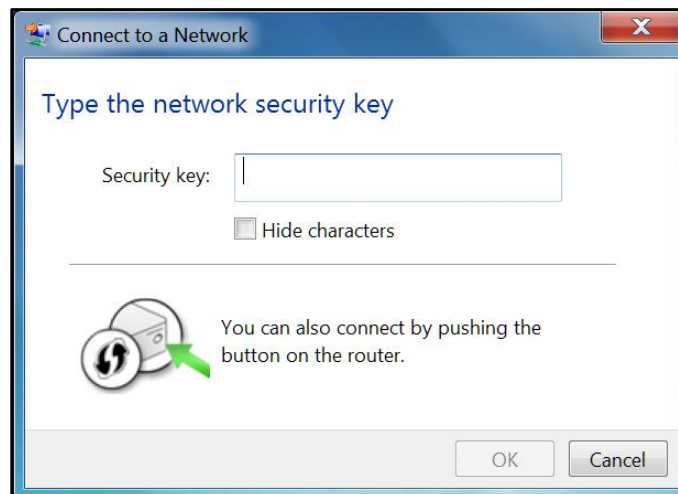 Connect to a Network
X
Type the network security key
Security key:
Hide characters
You can also connect by pushing the
button on the router.
OK Cancel